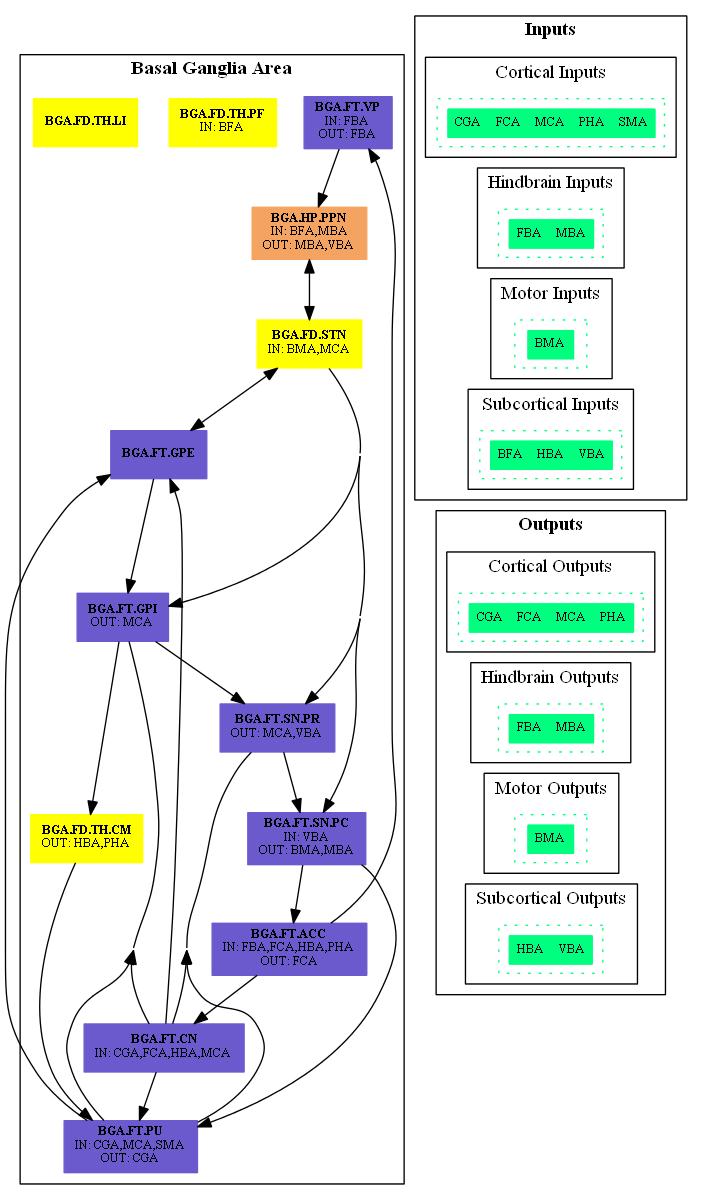 Basal Ganglia Area
BGA.FD.TH.LI
BGA.FD.TH.PF
IN: BFA
BGA.FT.VP
IN: FBA
OUT: FBA
BGA.HP.PPN
IN: BFA,MBA
OUT: MBA,VBA
BGA.FD.STN
IN: BMA,MCA
BGA.FT.GPE
BGA.FT.GPI
OUT: MCA
BGA.FT.SN.PR
OUT: MCA,VBA
BGA.FD.TH.CM
OUT: HBA,PHA
BGA.FT.SN.PC
IN: VBA
OUT: BMA,MBA
BGA.FT.ACC
IN: FBA,FCA,HBA,PHA
OUT: FCA
BGA.FT.CN
IN: CGA,FCA,HBA,MCA
BGA.FT.PU
IN: CGA,MCA,SMA
OUT: CGA
Inputs
Cortical Inputs
CGA FCA MCA PHA SMA
Hindbrain Inputs
FBA MBA
Motor Inputs
BMA
Subcortical Inputs
BFA HBA VBA
Outputs
Cortical Outputs
CGA FCA MCA PHA
Hindbrain Outputs
FBA MBA
Motor Outputs
BMA
Subcortical Outputs
HBA VBA